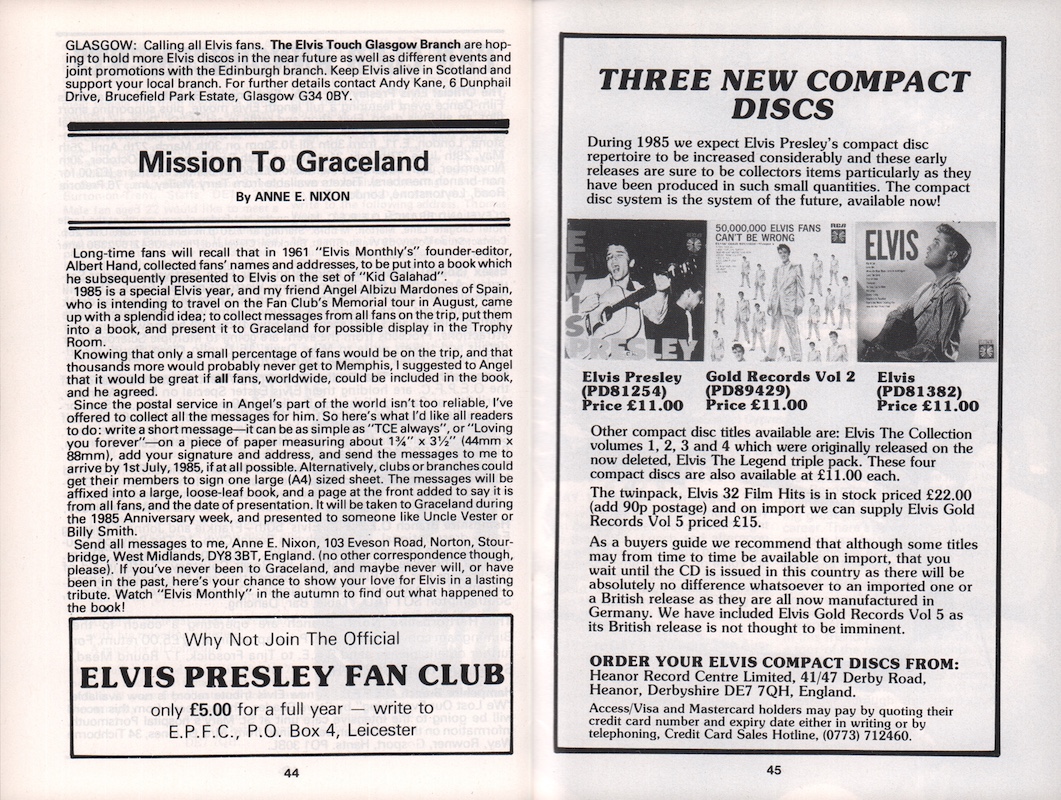 GLASGOW: Calling all Elvis fans. The Elvis Touch Glasgow Branch are hop-
ing to hold more Elvis discos in the near future as well as different events and
joint promotions with the Edinburgh branch. Keep Elvis alive in Scotland and
support your local branch. For further details contact Andy Kane, 6 Dunphail
Drive, Brucefield Park Estate, Glasgow G34 0BY.
Mission To Graceland
By ANNE E. NIXON
Long-time fans will recall that in 1961 "Elvis Monthly's" founder-editor,
Albert Hand, collected fans' names and addresses, to be put into a book which
he subsequently presented to Elvis on the set of "Kid Galahad".
1985 is a special Elvis year, and my friend Angel Albizu Mardones of Spain,
who is intending to travel on the Fan Club's Memorial tour in August, came
up with a splendid idea; to collect messages from all fans on the trip, put them
into a book, and present it to Graceland for possible display in the Trophy
Room.
Knowing that only a small percentage of fans would be on the trip, and that
thousands more would probably never get to Memphis, I suggested to Angel
that it would be great if all fans, worldwide, could be included in the book,
and he agreed.
Since the postal service in Angel's part of the world isn't too reliable, I've
offered to collect all the messages for him. So here's what I'd like all readers
to do: write a short message—it can be as simple as "TCE always", or "Loving
you forever"—on a piece of paper measuring about 1¾" x 3½" (44mm x
88mm), add your signature and address, and send the messages to me to
arrive by 1st July, 1985, if at all possible. Alternatively, clubs or branches could
get their members to sign one large (A4) sized sheet. The messages will be
affixed into a large, loose-leaf book, and a page at the front added to say it is
from all fans, and the date of presentation. It will be taken to Graceland during
the 1985 Anniversary week, and presented to someone like Uncle Vester or
Billy Smith.
Send all messages to me, Anne E. Nixon, 103 Eveson Road, Norton, Stour-
bridge, West Midlands, DY8 3BT, England. (no other correspondence though,
please). If you've never been to Graceland, and maybe never will, or have
been in the past, here's your chance to show your love for Elvis in a lasting
tribute. Watch "Elvis Monthly" in the autumn to find out what happened to
the book!
Why Not Join The Official
ELVIS PRESLEY FAN CLUB
only £5.00 for a full year — write to
E.P.F.C., P.O. Box 4, Leicester
44
THREE NEW COMPACT
DISCS
During 1985 we expect Elvis Presley's compact disc
repertoire to be increased considerably and these early
releases are sure to be collectors items particularly as they
have been produced in such small quantities. The compact
disc system is the system of the future, available now!
ELVIS
PRESLEY
50,000,000 ELVIS FANS
CAN'T BE WRONG
RCA
ELVIS
Elvis Presley
(PD81254)
Price £11.00
Gold Records Vol 2
(PD89429)
Price £11.00
Elvis
(PD81382)
Price £11.00
Other compact disc titles available are: Elvis The Collection
volumes 1, 2, 3 and 4 which were originally released on the
now deleted, Elvis The Legend triple pack. These four
compact discs are also available at £11.00 each.
The twinpack, Elvis 32 Film Hits is in stock priced £22.00
(add 90p postage) and on import we can supply Elvis Gold
Records Vol 5 priced £15.
As a buyers guide we recommend that although some titles
may from time to time be available on import, that you
wait until the CD is issued in this country as there will be
absolutely no difference whatsoever to an imported one or
a British release as they are all now manufactured in
Germany. We have included Elvis Gold Records Vol 5 as
its British release is not thought to be imminent.
ORDER YOUR ELVIS COMPACT DISCS FROM:
Heanor Record Centre Limited, 41/47 Derby Road,
Heanor, Derbyshire DE7 7QH, England.
Access/Visa and Mastercard holders may pay by quoting their
credit card number and expiry date either in writing or by
telephoning, Credit Card Sales Hotline, (0773) 712460.
45